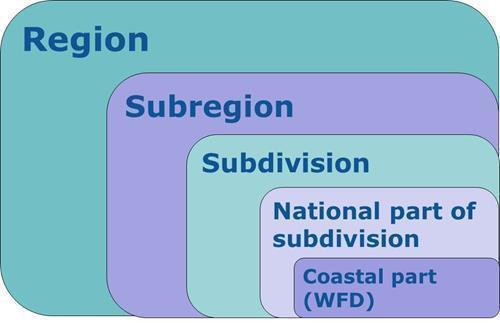 Region
Subregion
Subdivision
National part of
subdivision
Coastal part
(WFD)